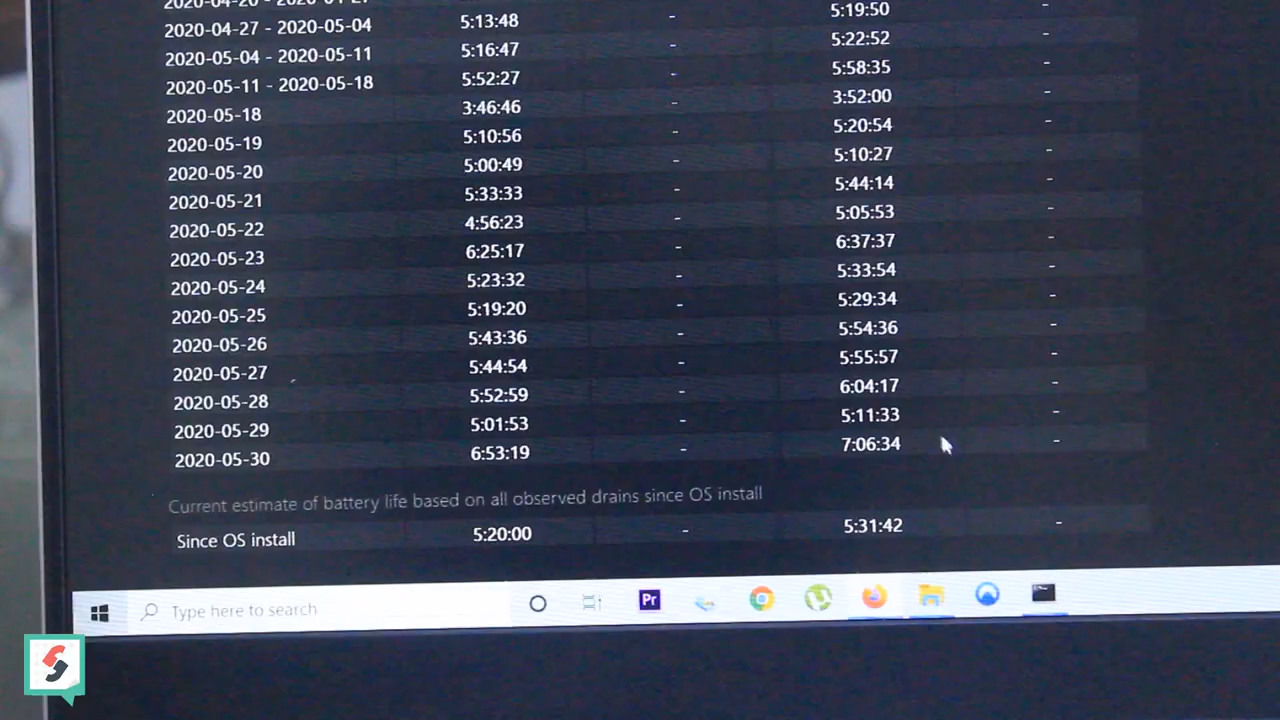 2020-04-27 - 2020-05-04 5:13:48 - 5:19:50 -
2020-05-04 - 2020-05-11 5:16:47 - 5:22:52 -
2020-05-11 - 2020-05-18 5:52:27 - 5:58:35 -
2020-05-18 3:46:46 - 3:52:00 -
2020-05-19 5:10:56 - 5:20:54 -
2020-05-20 5:00:49 - 5:10:27 -
2020-05-21 5:33:33 - 5:44:14 -
2020-05-22 4:56:23 - 5:05:53 -
2020-05-23 6:25:17 - 6:37:37 -
2020-05-24 5:23:32 - 5:33:54 -
2020-05-25 5:19:20 - 5:29:34 -
2020-05-26 5:43:36 - 5:54:36 -
2020-05-27 5:44:54 - 5:55:57 -
2020-05-28 5:52:59 - 6:04:17 -
2020-05-29 5:01:53 - 5:11:33 -
2020-05-30 6:53:19 - 7:06:34 -
Current estimate of battery life based on all observed drains since OS install
Since OS install 5:20:00 - 5:31:42 -
Type here to search Pr
S